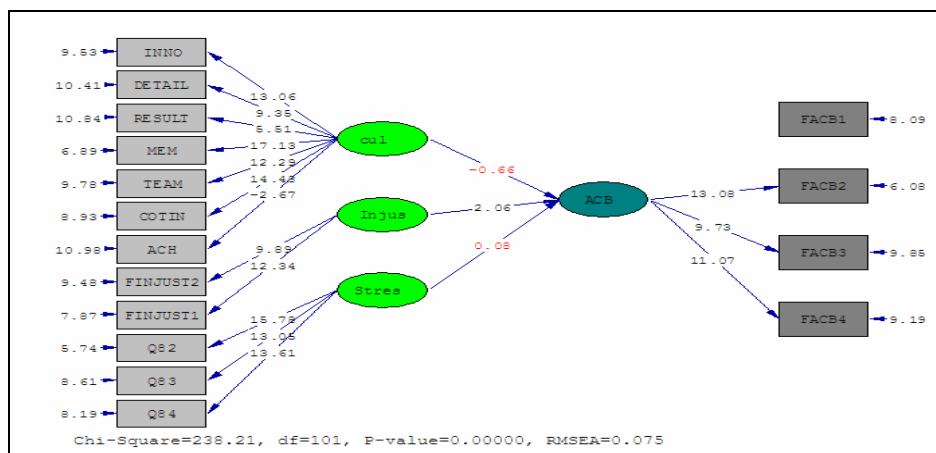 9.53 INNO
10.41 DETAIL
10.84 RESULT
6.89 MEM
9.78 TEAM
8.93 COTIN
10.98 ACH
9.48 FINJUST2
7.87 FINJUST1
5.74 Q82
8.61 Q83
8.19 Q84
13.06
9.35
5.51
17.13
12.29
14.43
-2.67
9.89
12.34
15.78
13.05
13.61
cul
Injus
Stres
-0.66
2.06
0.08
ACB
13.08
9.73
11.07
FACB1 8.09
FACB2 6.08
FACB3 9.85
FACB4 9.19
Chi-Square=238.21, df=101, P-value=0.00000, RMSEA=0.075